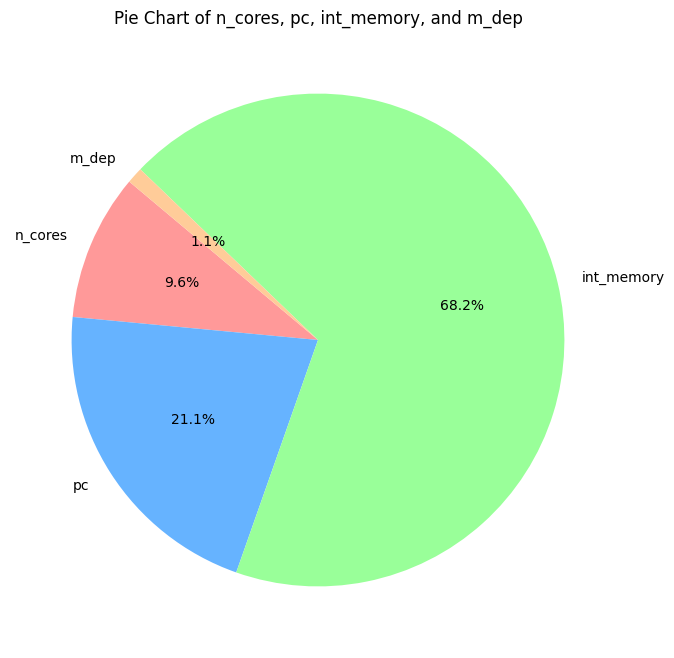 Pie Chart of n_cores, pc, int_memory, and m_dep
m_dep
1.1%
n_cores
9.6%
int_memory
68.2%
21.1%
pc